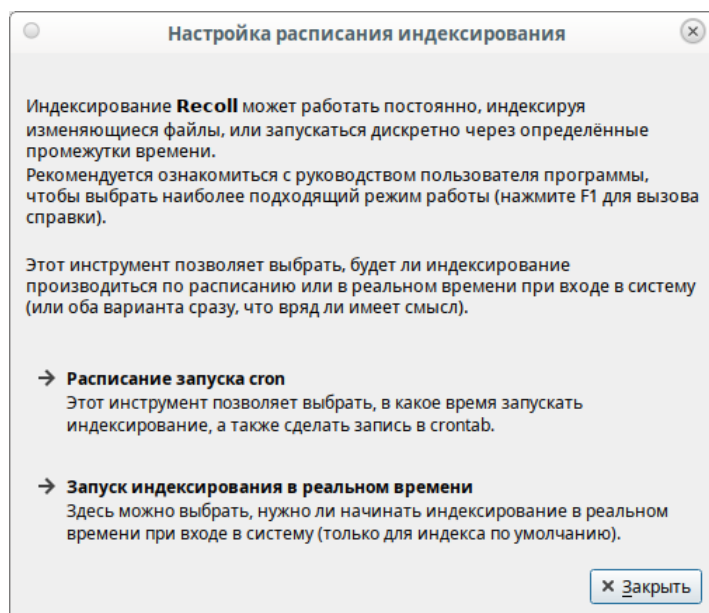 Настройка расписания индексирования
Индексирование Recoll может работать постоянно, индексируя
изменяющиеся файлы, или запускаться дискретно через определённые
промежутки времени.
Рекомендуется ознакомиться с руководством пользователя программы,
чтобы выбрать наиболее подходящий режим работы (нажмите F1 для вызова
справки).
Этот инструмент позволяет выбрать, будет ли индексирование
производиться по расписанию или в реальном времени при входе в систему
(или оба варианта сразу, что вряд ли имеет смысл).
Расписание запуска cron
Этот инструмент позволяет выбрать, в какое время запускать
индексирование, а также сделать запись в crontab.
Запуск индексирования в реальном времени
Здесь можно выбрать, нужно ли начинать индексирование в реальном
времени при входе в систему (только для индекса по умолчанию).
Закрыть